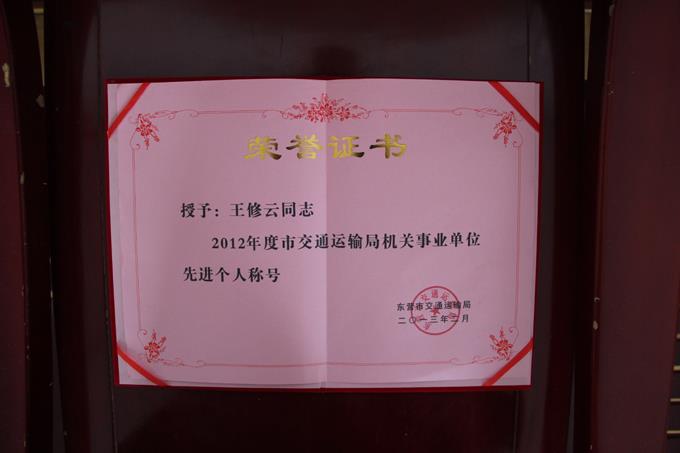 荣誉证书
授予：王修云同志
2012年度市交通运输局机关事业单位
先进个人称号
东营市交通运输局
二〇一三年二月